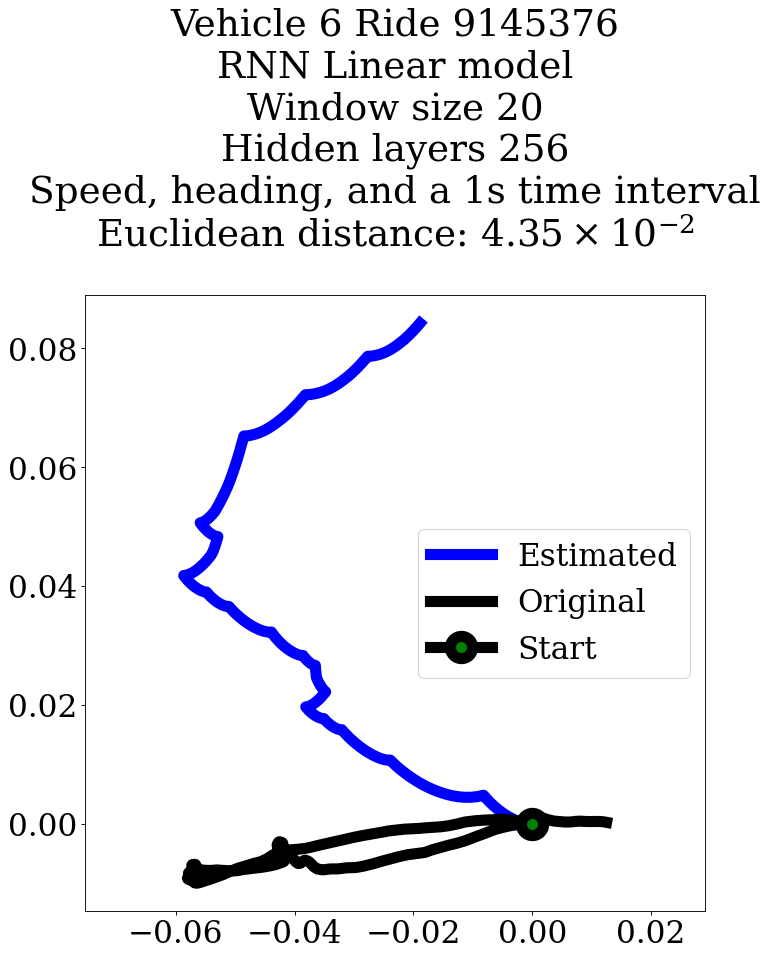 Vehicle 6 Ride 9145376
RNN Linear model
Window size 20
Hidden layers 256
Speed, heading, and a 1s time interval
Euclidean distance: 4.35 × 10⁻²
0.08
0.06
0.04
0.02
0.00
Estimated
Original
Start
−0.06 −0.04 −0.02 0.00 0.02